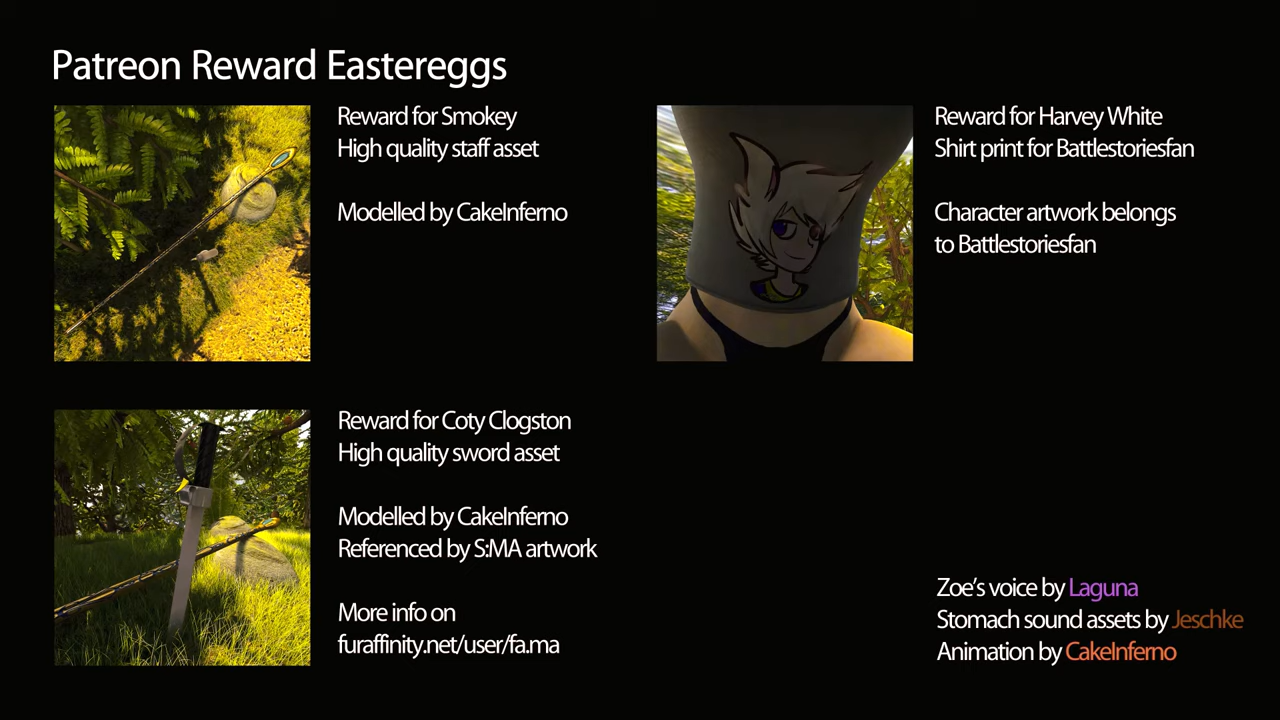 Patreon Reward Eastereggs
Reward for Smokey
High quality staff asset
Modelled by CakeInferno
Reward for Harvey White
Shirt print for Battlestoriesfan
Character artwork belongs
to Battlestoriesfan
Reward for Coty Clogston
High quality sword asset
Modelled by CakeInferno
Referenced by S:MA artwork
More info on
furaffinity.net/user/fa.ma
Zoe's voice by Laguna
Stomach sound assets by Jeschke
Animation by CakeInferno